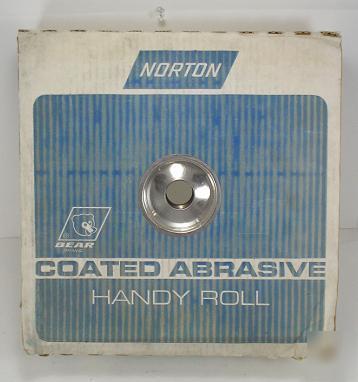 NORTON
BEAR
COATED ABRASIVE
HANDY ROLL